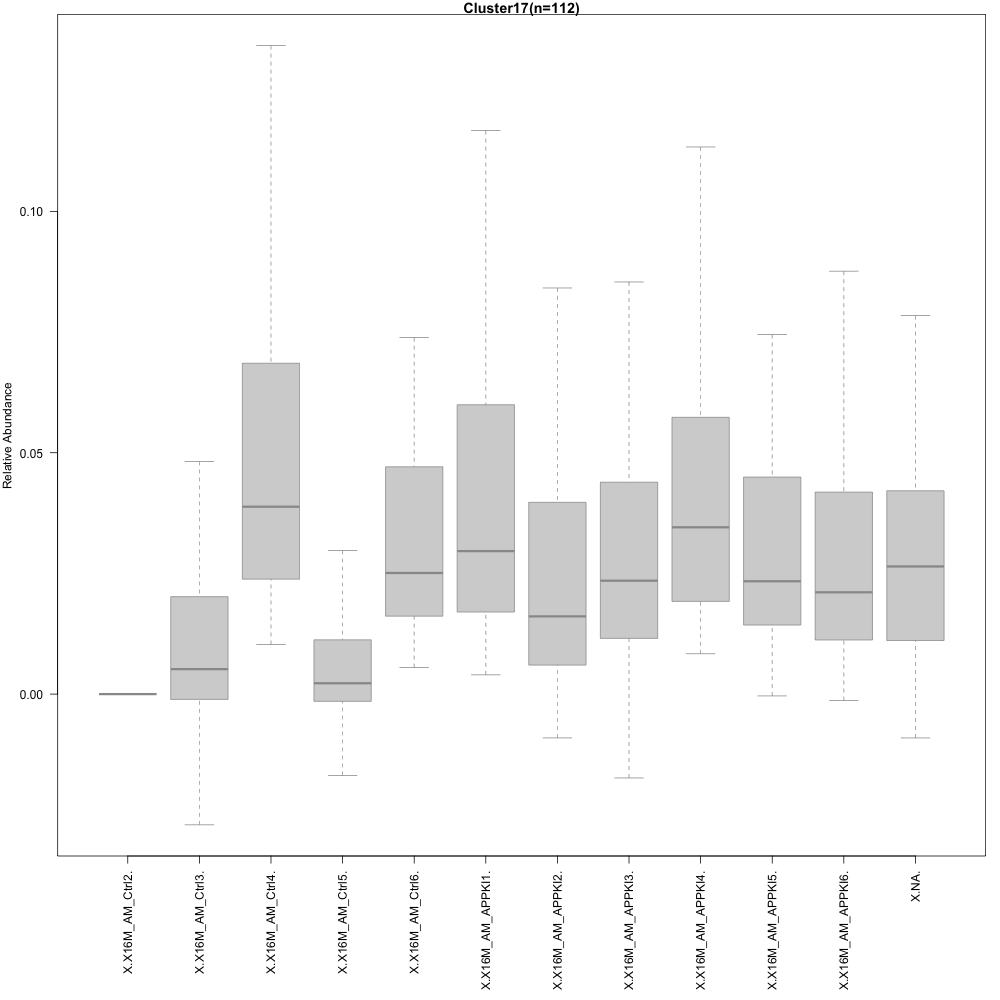 Cluster17(n=112)
Relative Abundance
0.10
0.05
0.00
X.X16M_AM_Ctrl2.
X.X16M_AM_Ctrl3.
X.X16M_AM_Ctrl4.
X.X16M_AM_Ctrl5.
X.X16M_AM_Ctrl6.
X.X16M_AM_APPKI1.
X.X16M_AM_APPKI2.
X.X16M_AM_APPKI3.
X.X16M_AM_APPKI4.
X.X16M_AM_APPKI5.
X.X16M_AM_APPKI6.
X.NA.